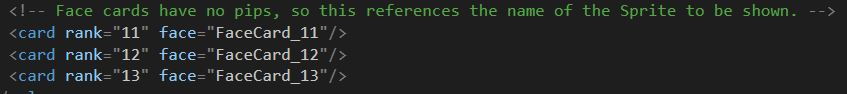 <!-- Face cards have no pips, so this references the name of the Sprite to be shown. -->
<card rank="11" face="FaceCard_11"/>
<card rank="12" face="FaceCard_12"/>
<card rank="13" face="FaceCard_13"/>